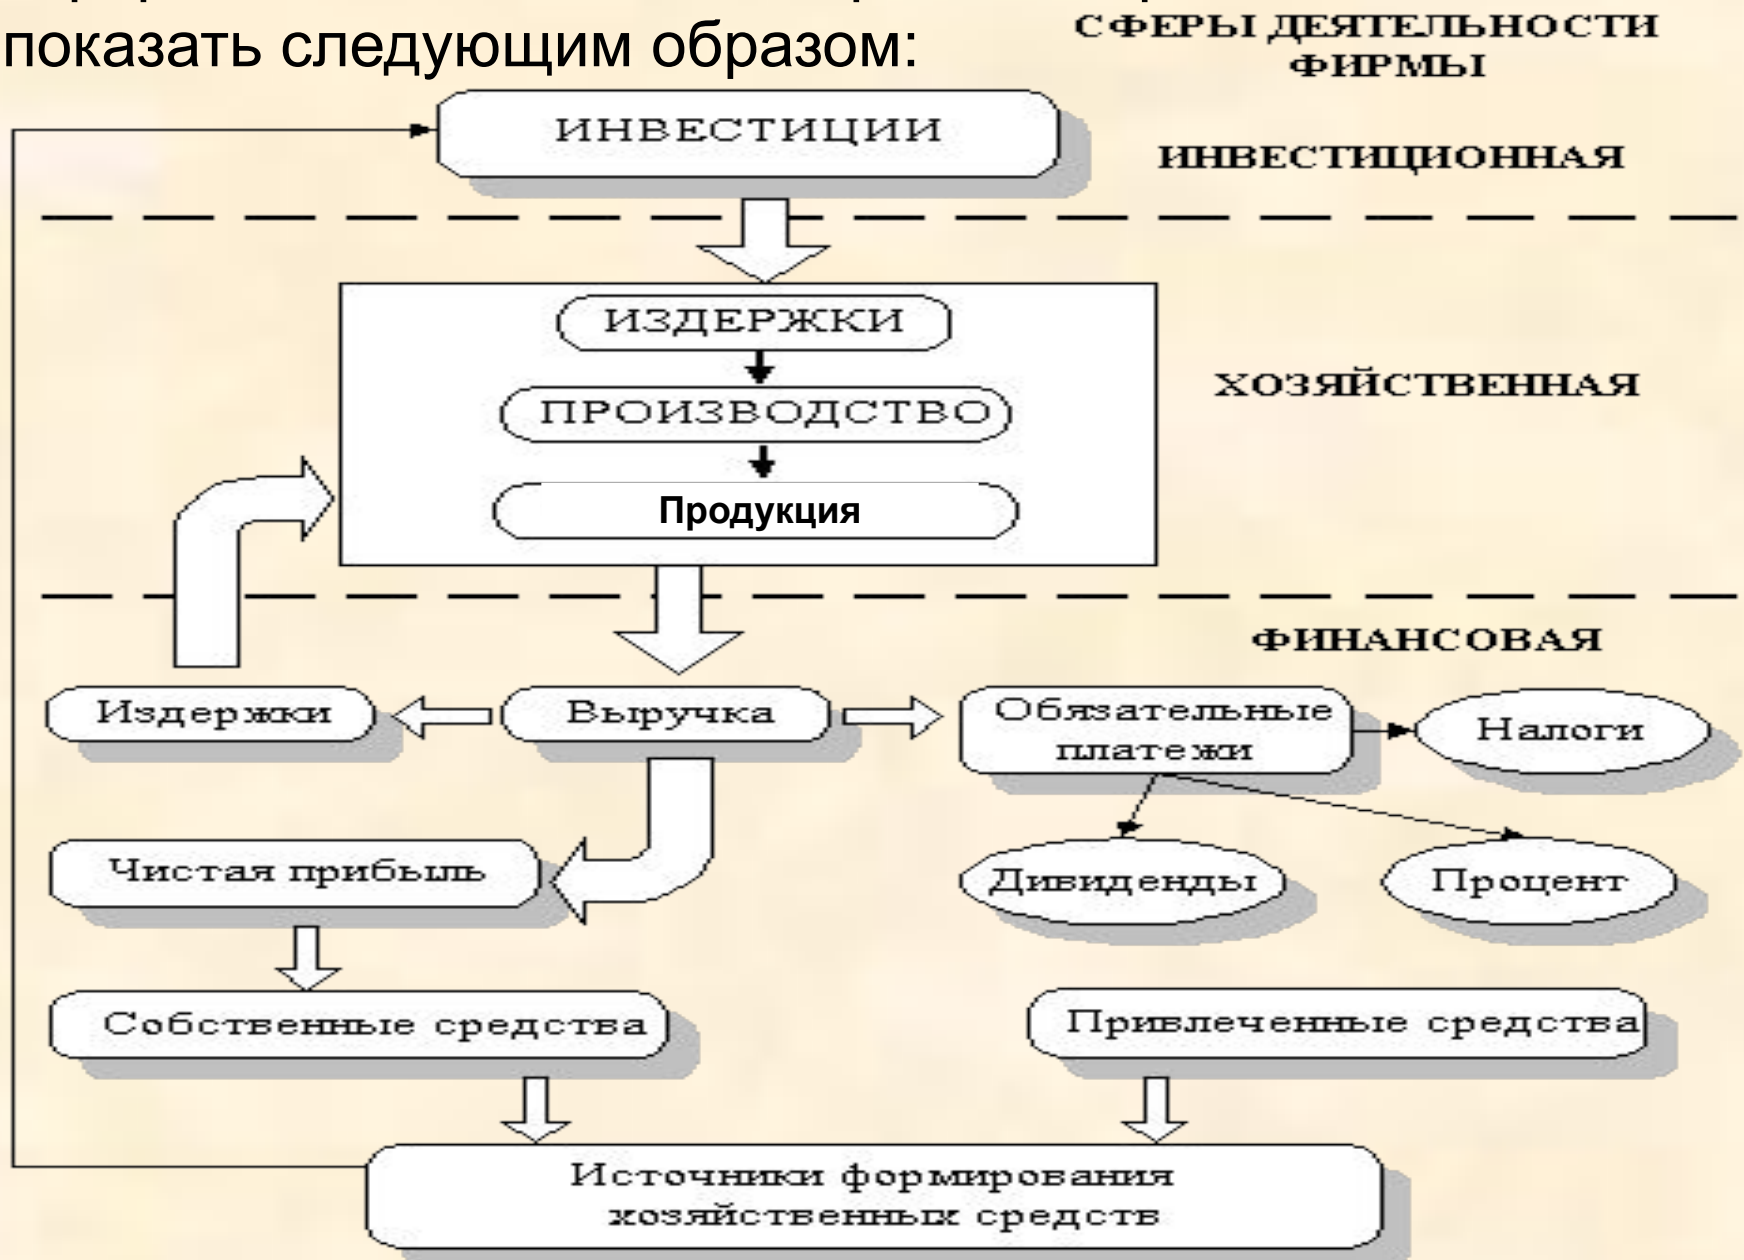 показать следующим образом:
СФЕРЫ ДЕЯТЕЛЬНОСТИ
ФИРМЫ
ИНВЕСТИЦИИ
ИНВЕСТИЦИОННАЯ
ИЗДЕРЖКИ
ПРОИЗВОДСТВО
Продукция
ХОЗЯЙСТВЕННАЯ
ФИНАНСОВАЯ
Издержки
Выручка
Обязательные
платежи
Налоги
Чистая прибыль
Дивиденды
Процент
Собственные средства
Привлеченные средства
Источники формирования
хозяйственных средств